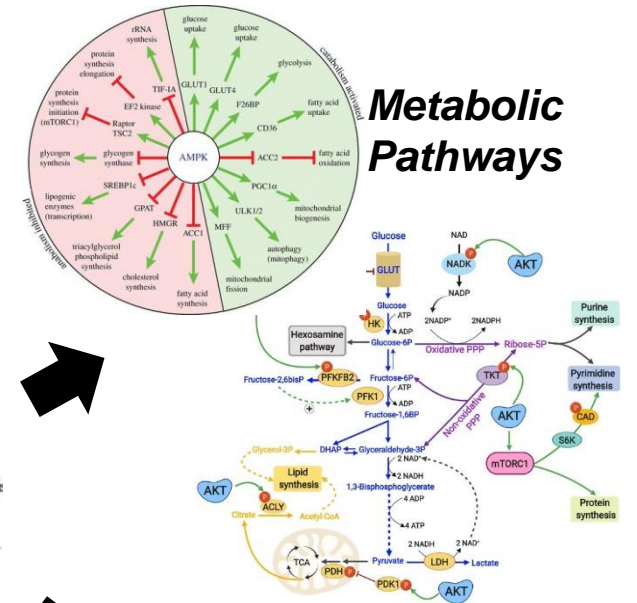 Metabolic
Pathways
catabolism activated
anabolism inhibited
AMPK
rRNA
synthesis
TIF-IA
protein
synthesis
elongation
EF2 kinase
protein
synthesis
initiation
(mTORC1)
Raptor
TSC2
glycogen
synthesis
glycogen
synthase
SREBP1c
lipogenic
enzymes
(transcription)
GPAT
triacylglycerol
phospholipid
synthesis
HMGR
cholesterol
synthesis
ACC1
fatty acid
synthesis
glucose
uptake
GLUT1
glucose
uptake
GLUT4
glycolysis
F26BP
fatty acid
uptake
CD36
ACC2
fatty acid
oxidation
PGC1α
mitochondrial
biogenesis
ULK1/2
autophagy
(mitophagy)
MFF
mitochondrial
fission
Glucose
GLUT
Glucose
HK
ATP
ADP
Hexosamine
pathway
Glucose-6P
NAD
NADK
P
AKT
NADP
2NADP+
2NADPH
Oxidative PPP
Ribose-5P
Purine
synthesis
Pyrimidine
synthesis
P
PFKFB2
Fructose-2,6bisP
Fructose-6P
ATP
ADP
PFK1
+
Fructose-1,6BP
TKT
P
Non-oxidative
PPP
AKT
P
CAD
S6K
mTORC1
Protein
synthesis
Glycerol-3P
DHAP
Glyceraldehyde-3P
2 NAD+
2 NADH
Lipid
synthesis
1,3-Bisphosphoglycerate
AKT
P
ACLY
Citrate
Acetyl-CoA
4 ADP
4 ATP
TCA
PDH
P
Pyruvate
2 NADH
2 NAD+
LDH
Lactate
PDK1
P
AKT